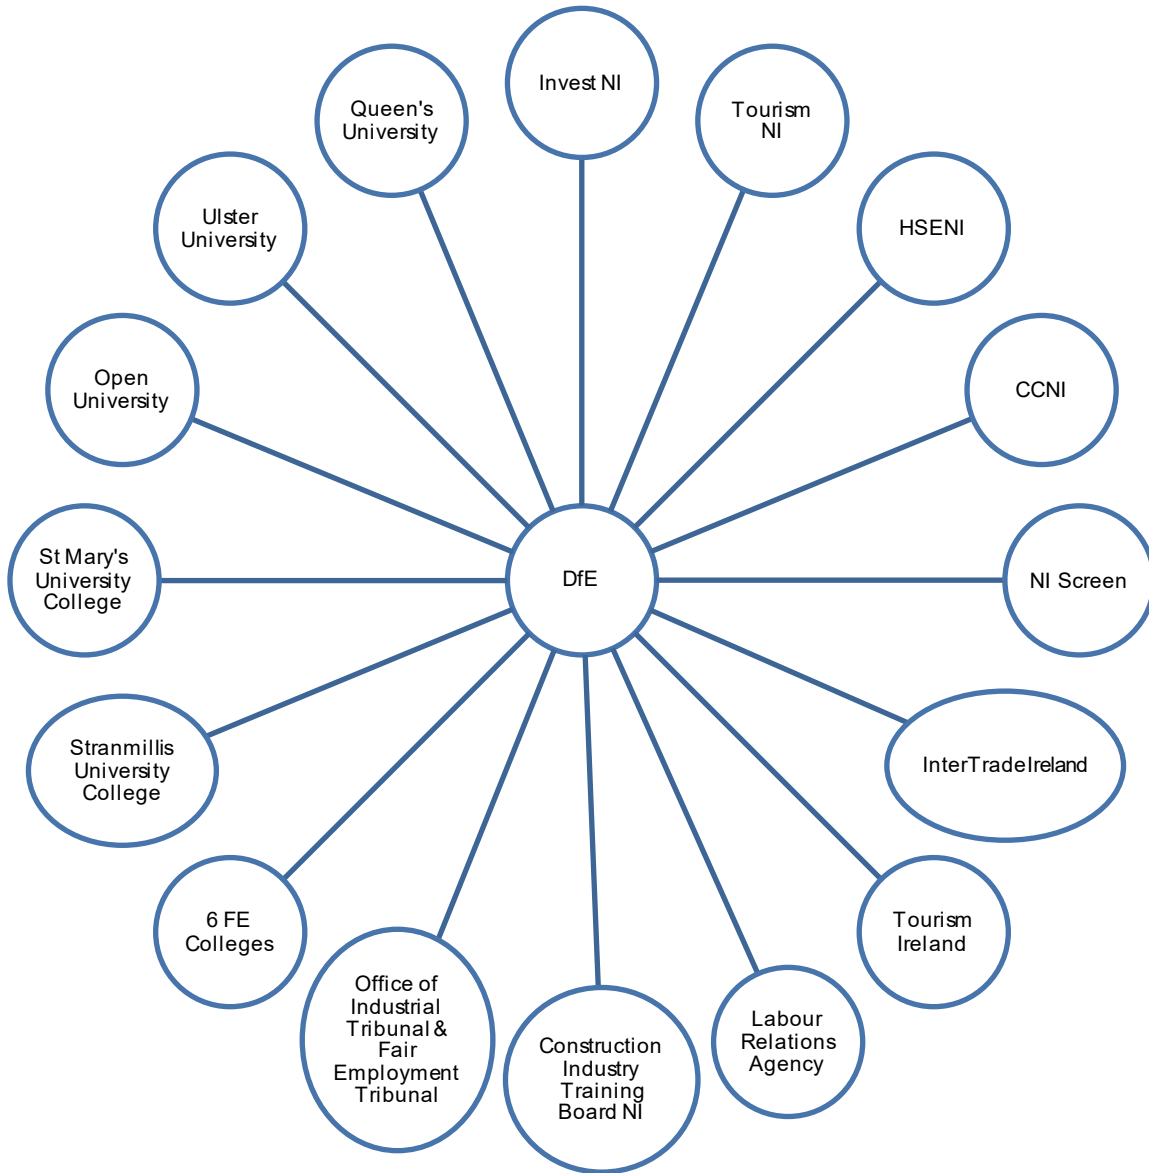 Invest NI
Tourism
NI
HSENI
CCNI
NI Screen
InterTradeIreland
Tourism
Ireland
Labour
Relations
Agency
Construction
Industry
Training
Board NI
Office of
Industrial
Tribunal &
Fair
Employment
Tribunal
6 FE
Colleges
Stranmillis
University
College
St Mary's
University
College
Open
University
Ulster
University
Queen's
University
DfE